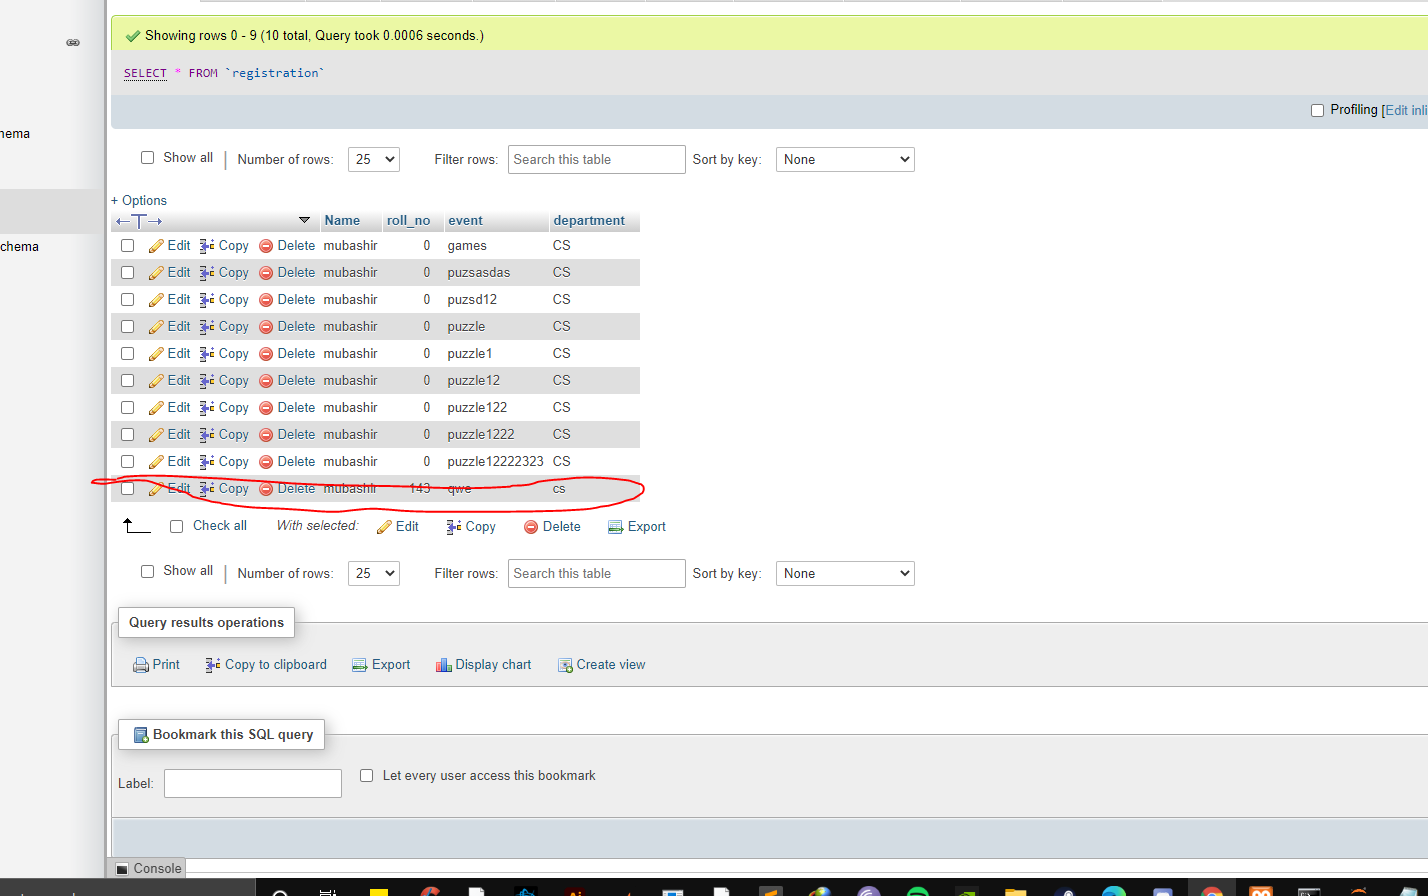 Showing rows 0 - 9 (10 total, Query took 0.0006 seconds.)
SELECT * FROM `registration`
Profiling [Edit inli
hema
Show all | Number of rows: 25 Filter rows: Search this table Sort by key: None
+ Options
←T→ Name roll_no event department
chema
Edit Copy Delete mubashir 0 games CS
Edit Copy Delete mubashir 0 puzsasdas CS
Edit Copy Delete mubashir 0 puzsd12 CS
Edit Copy Delete mubashir 0 puzzle CS
Edit Copy Delete mubashir 0 puzzle1 CS
Edit Copy Delete mubashir 0 puzzle12 CS
Edit Copy Delete mubashir 0 puzzle122 CS
Edit Copy Delete mubashir 0 puzzle1222 CS
Edit Copy Delete mubashir 0 puzzle12222323 CS
Edit Copy Delete mubashir 143 qwe cs
Check all With selected: Edit Copy Delete Export
Show all | Number of rows: 25 Filter rows: Search this table Sort by key: None
Query results operations
Print Copy to clipboard Export Display chart Create view
Bookmark this SQL query
Label: Let every user access this bookmark
Console